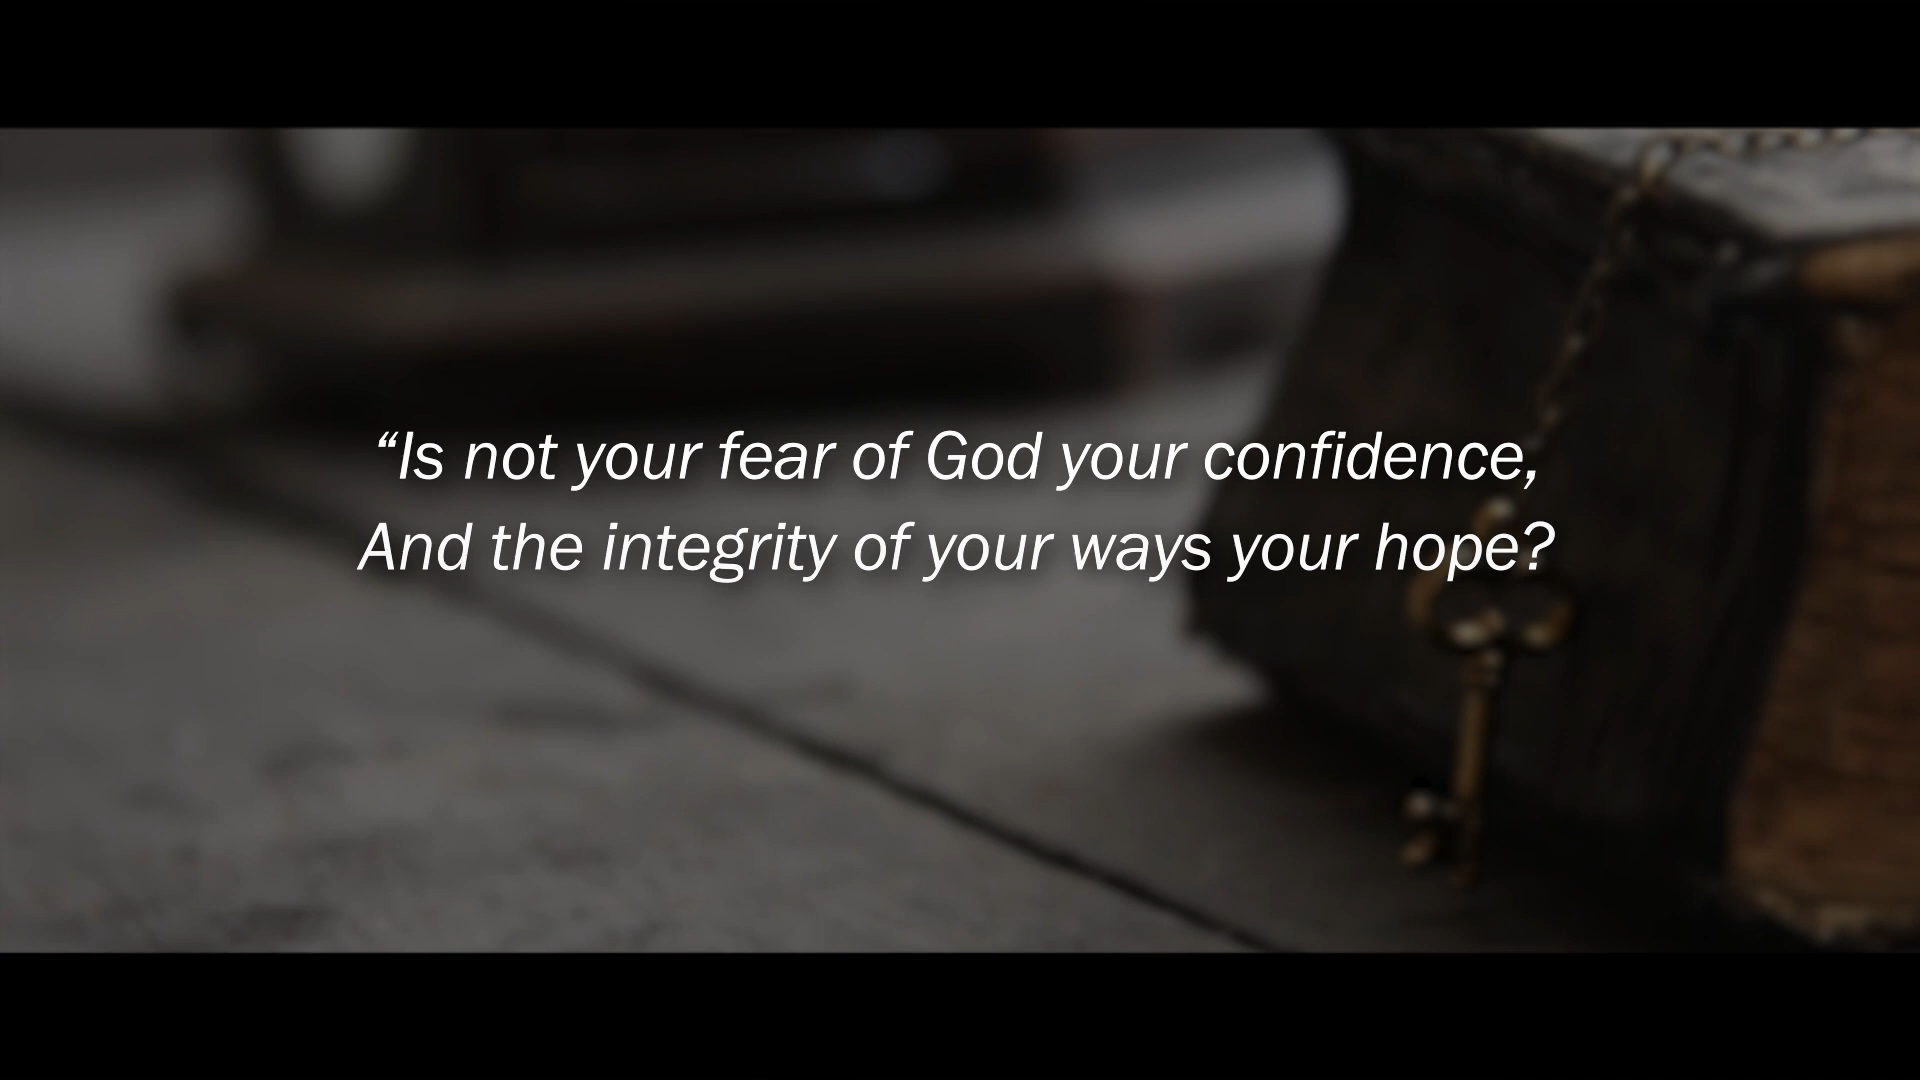 “Is not your fear of God your confidence,
And the integrity of your ways your hope?